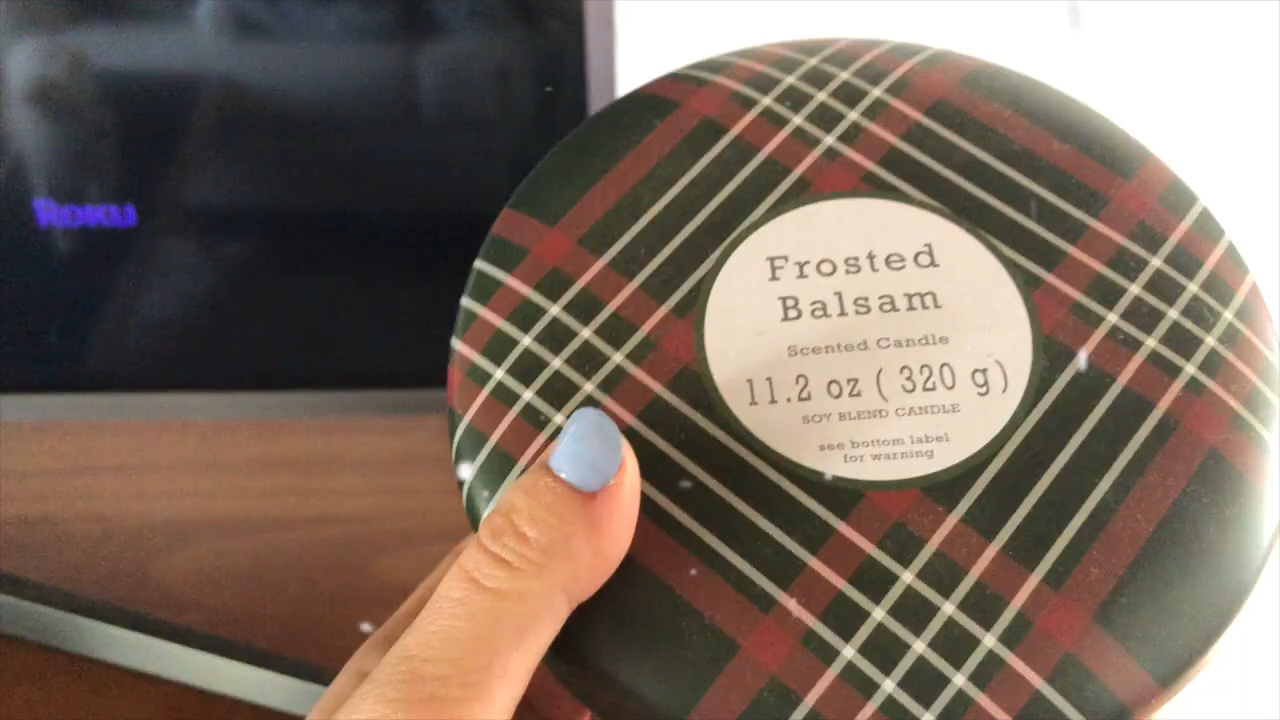 Roku
Frosted
Balsam
Scented Candle
11.2 oz ( 320 g )
SOY BLEND CANDLE
see bottom label
for warning